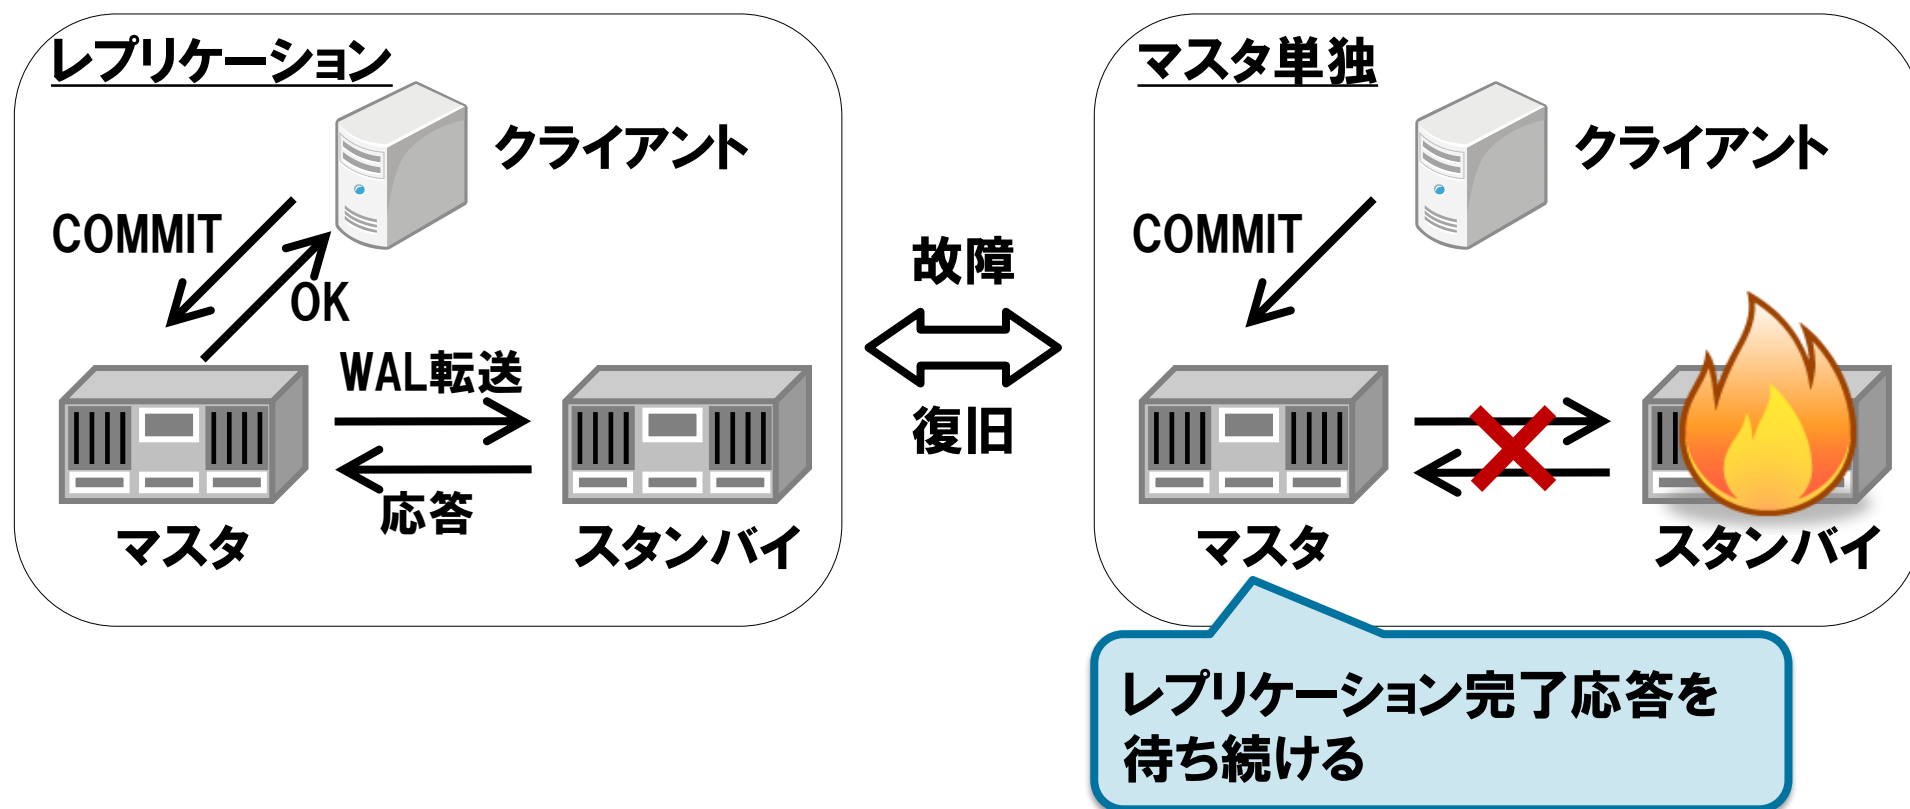 レプリケーション
クライアント
COMMIT
OK
WAL転送
応答
マスタ
スタンバイ
故障
復旧
マスタ単独
クライアント
COMMIT
マスタ
スタンバイ
レプリケーション完了応答を
待ち続ける